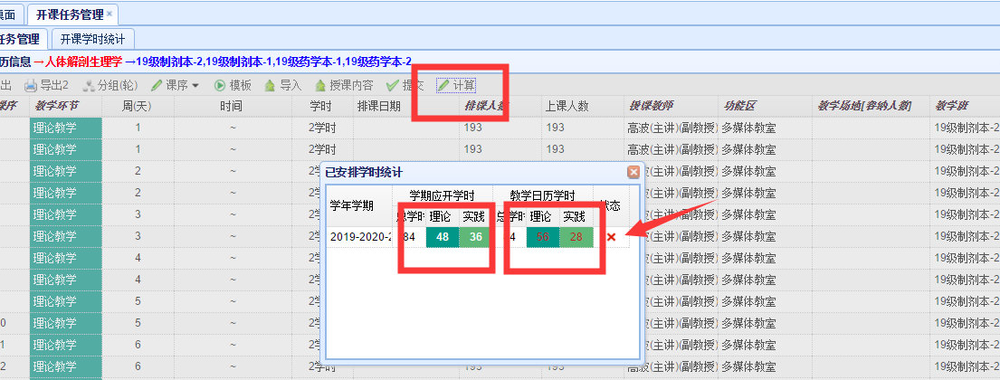 桌面 开课任务管理 ×
任务管理 开课学时统计
历信息 →人体解剖生理学 →19级制剂本-2,19级制剂本-1,19级药学本-1,19级药学本-2
出 导出2 分组(轮) 课序 模板 导入 授课内容 提交 计算
课序 教学环节 周(天) 时间 学时 排课日期 排课人数 上课人数 授课教师 功能区 教学场地[容纳人数] 教学班
理论教学 1 ~ 2学时 193 193 高波(主讲)(副教授) 多媒体教室 19级制剂本-2
理论教学 1 ~ 2学时 193 193 高波(主讲)(副教授) 多媒体教室 19级制剂本-2
理论教学 2 ~ 2学 (主讲)(副教授) 多媒体教室 19级制剂本-2
理论教学 2 ~ 2学 (主讲)(副教授) 多媒体教室 19级制剂本-2
理论教学 3 ~ 2学 (主讲)(副教授) 多媒体教室 19级制剂本-2
理论教学 3 ~ 2学 (主讲)(副教授) 多媒体教室 19级制剂本-2
理论教学 4 ~ 2学 (主讲)(副教授) 多媒体教室 19级制剂本-2
理论教学 4 ~ 2学 (主讲)(副教授) 多媒体教室 19级制剂本-2
理论教学 5 ~ 2学 (主讲)(副教授) 多媒体教室 19级制剂本-2
0 理论教学 5 ~ 2学 (主讲)(副教授) 多媒体教室 19级制剂本-2
1 理论教学 6 ~ 2学 (主讲)(副教授) 多媒体教室 19级制剂本-2
2 理论教学 6 ~ 2学时 193 193 高波(主讲)(副教授) 多媒体教室 19级制剂本-2
已安排学时统计
学年学期 学期应开学时 教学日历学时 状态
总学时 理论 实践 总学时 理论 实践
2019-2020-2 84 48 36 4 56 28